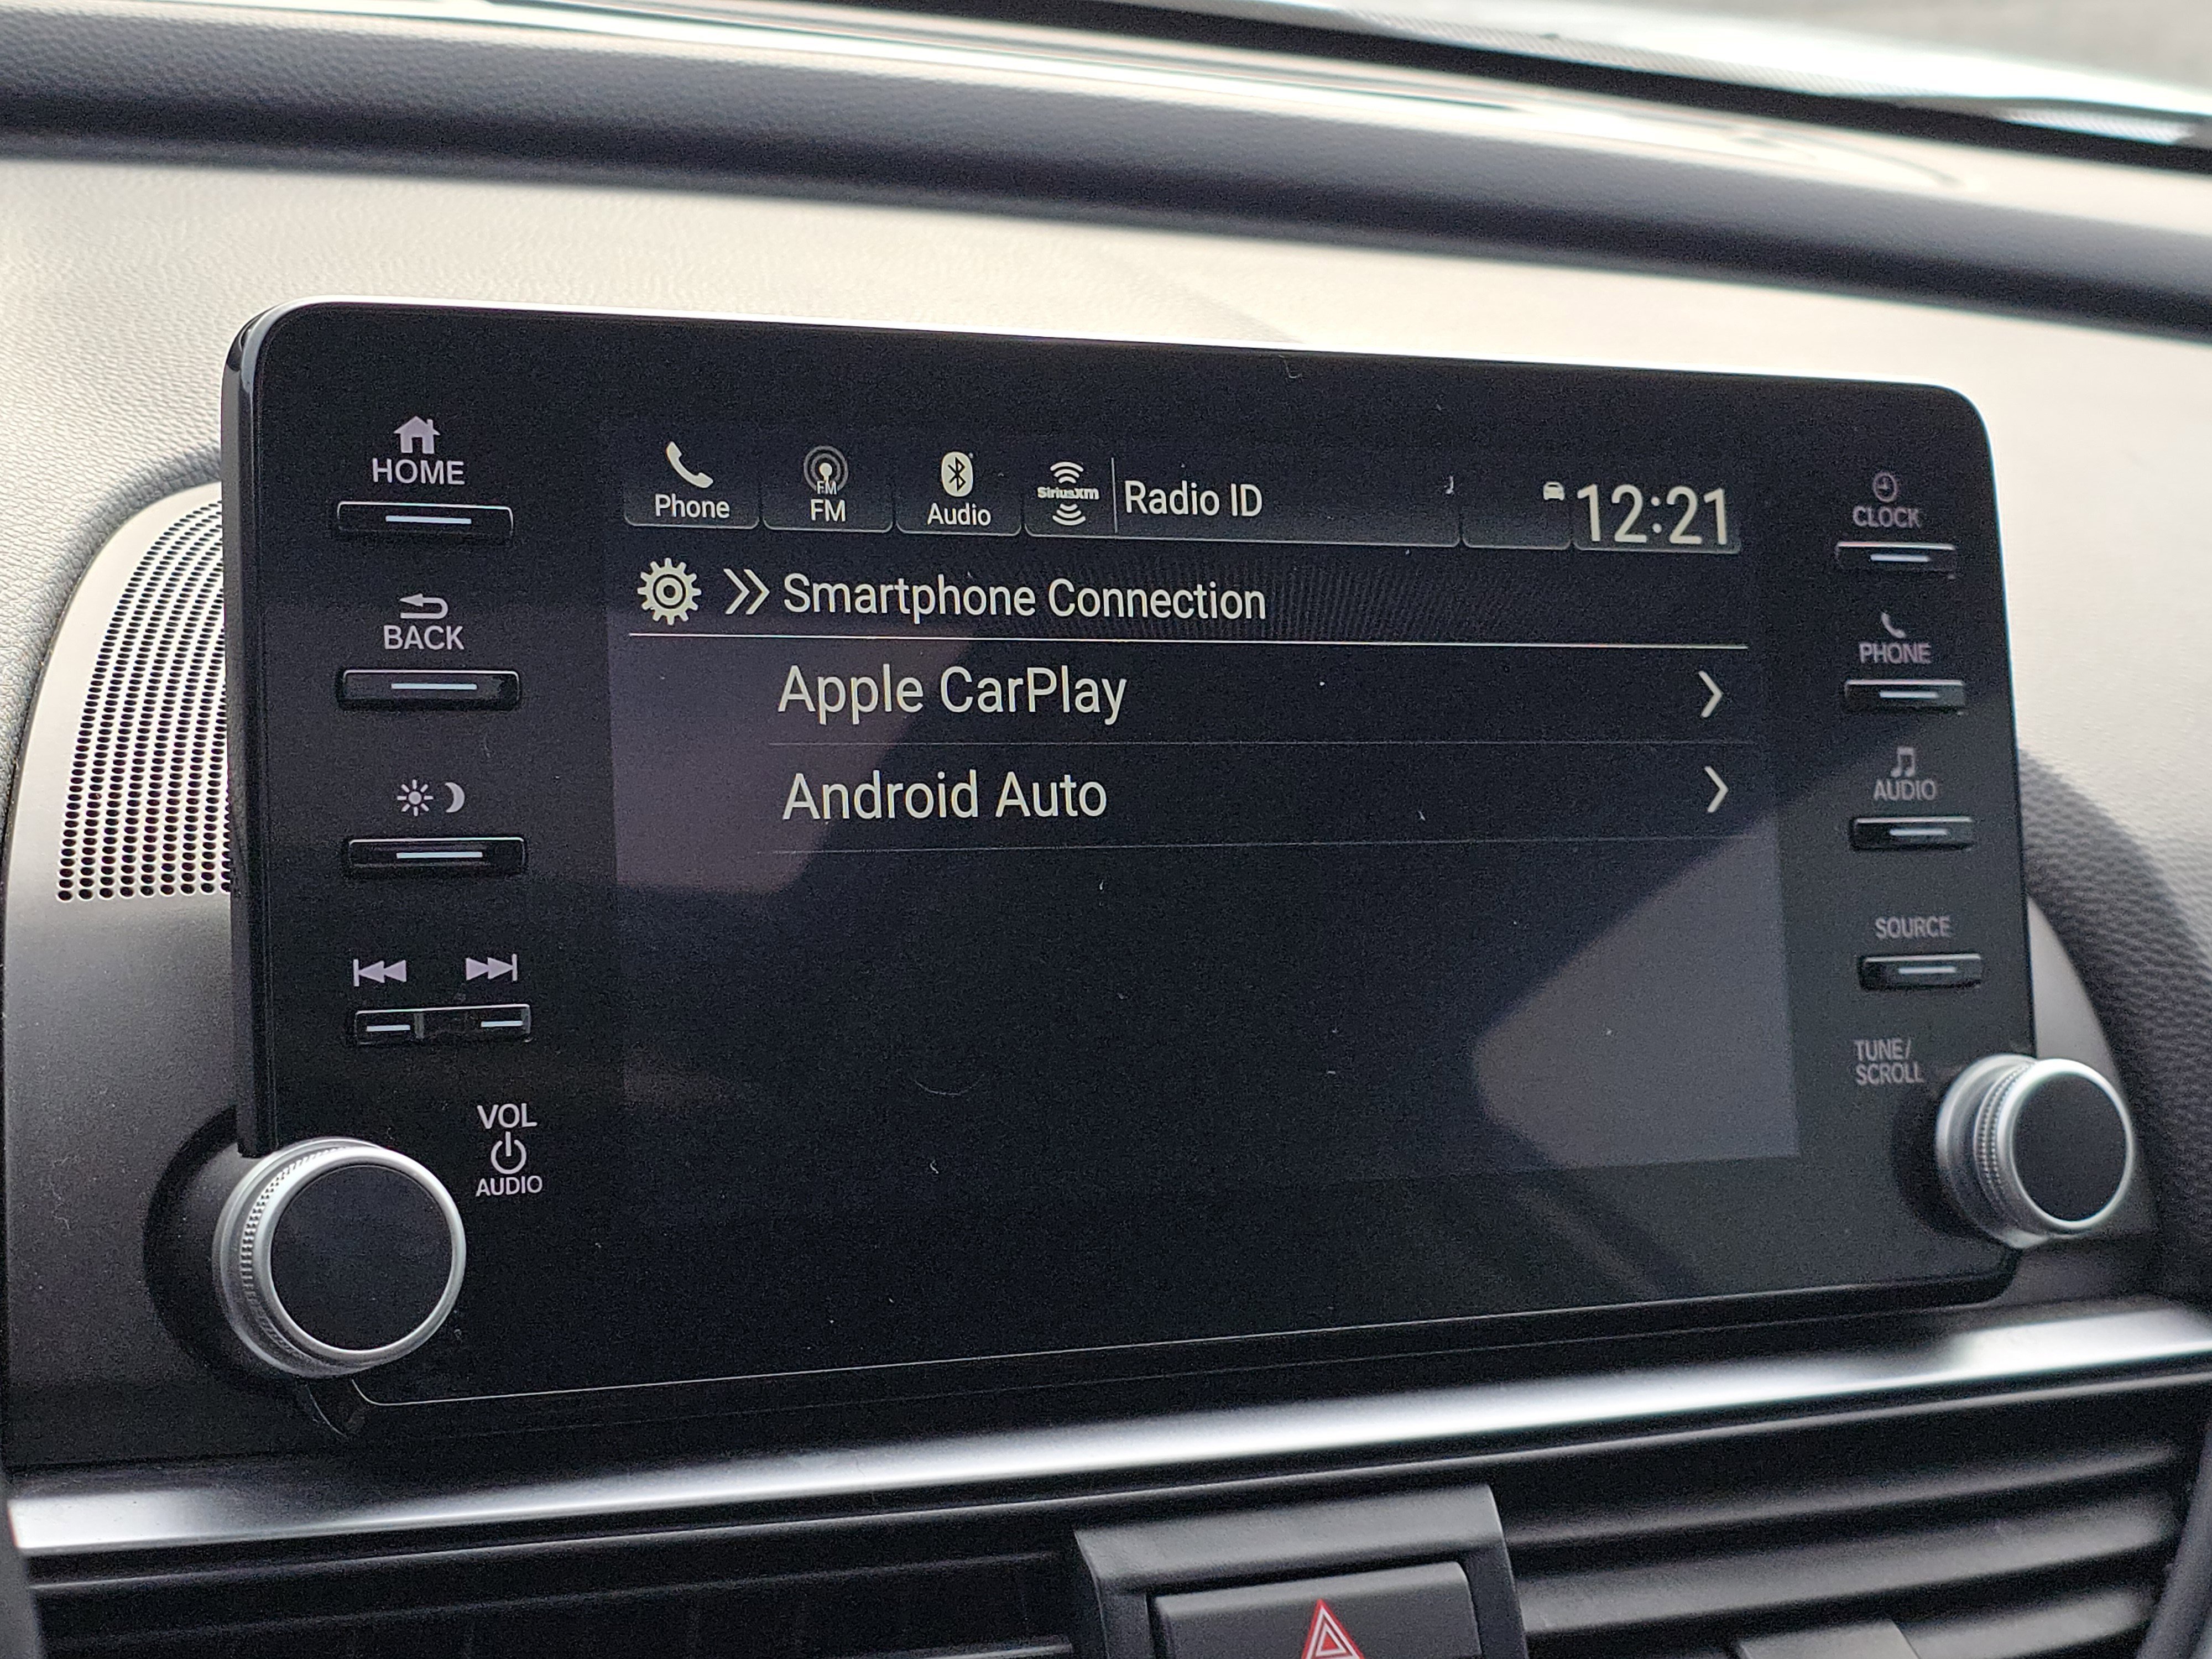 HOME
BACK
VOL
AUDIO
Phone
FM
FM
Audio
SiriusXM
Radio ID
12:21
Smartphone Connection
Apple CarPlay
Android Auto
CLOCK
PHONE
AUDIO
SOURCE
TUNE/
SCROLL